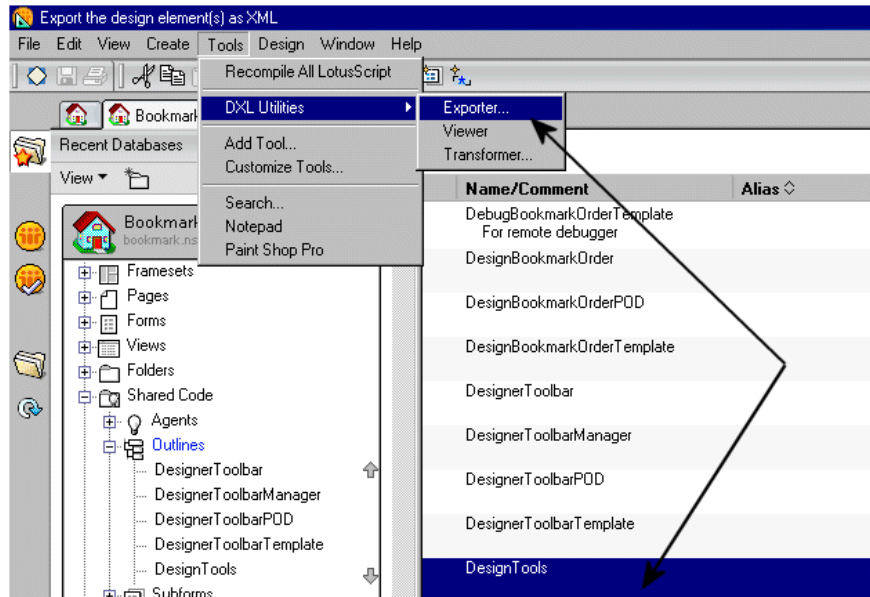 Export the design element(s) as XML
File Edit View Create Tools Design Window Help
Recompile All LotusScript
DXL Utilities
Add Tool...
Customize Tools...
Search...
Notepad
Paint Shop Pro
Exporter...
Viewer
Transformer...
Bookmark
Recent Databases
View
Bookmark
bookmark.ns
Framesets
Pages
Forms
Views
Folders
Shared Code
Agents
Outlines
DesignerToolbar
DesignerToolbarManager
DesignerToolbarPOD
DesignerToolbarTemplate
DesignTools
Subforms
Name/Comment Alias
DebugBookmarkOrderTemplate
For remote debugger
DesignBookmarkOrder
DesignBookmarkOrderPOD
DesignBookmarkOrderTemplate
DesignerToolbar
DesignerToolbarManager
DesignerToolbarPOD
DesignerToolbarTemplate
DesignTools